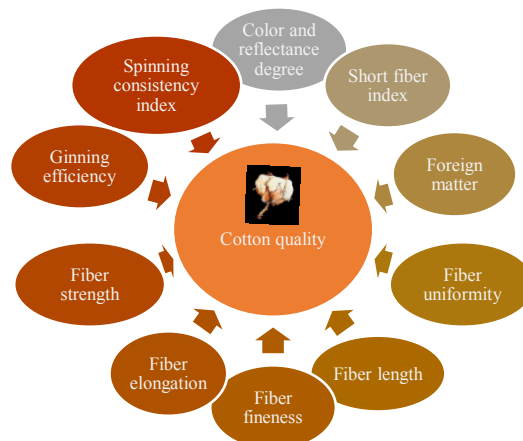 Color and
reflectance
degree
Short fiber
index
Foreign
matter
Fiber
uniformity
Fiber length
Fiber
fineness
Fiber
elongation
Fiber
strength
Ginning
efficiency
Spinning
consistency
index
Cotton quality